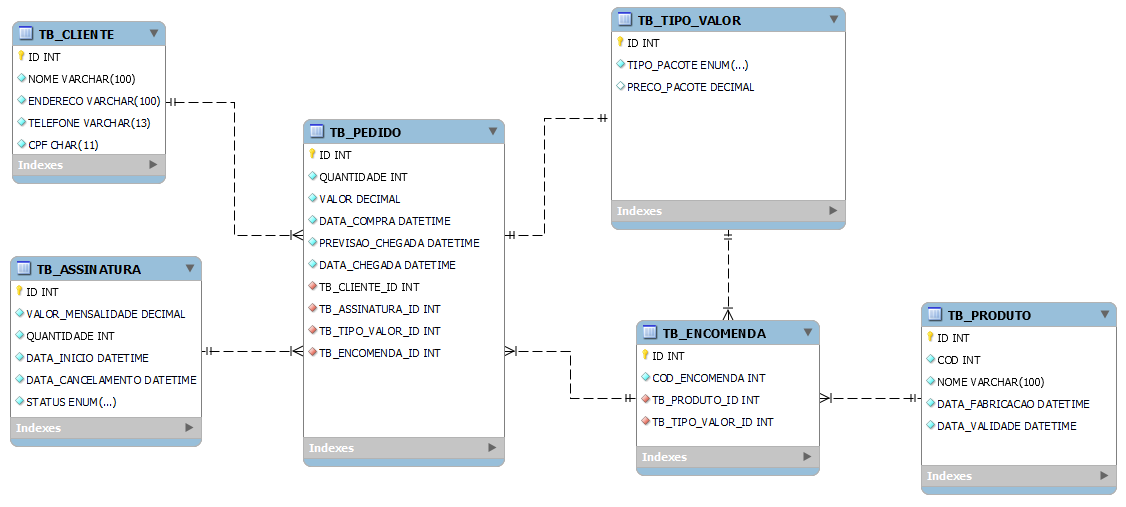 TB_CLIENTE
ID INT
NOME VARCHAR(100)
ENDERECO VARCHAR(100)
TELEFONE VARCHAR(13)
CPF CHAR(11)
Indexes
TB_ASSINATURA
ID INT
VALOR_MENSALIDADE DECIMAL
QUANTIDADE INT
DATA_INICIO DATETIME
DATA_CANCELAMENTO DATETIME
STATUS ENUM(...)
Indexes
TB_PEDIDO
ID INT
QUANTIDADE INT
VALOR DECIMAL
DATA_COMPRA DATETIME
PREVISAO_CHEGADA DATETIME
DATA_CHEGADA DATETIME
TB_CLIENTE_ID INT
TB_ASSINATURA_ID INT
TB_TIPO_VALOR_ID INT
TB_ENCOMENDA_ID INT
Indexes
TB_TIPO_VALOR
ID INT
TIPO_PACOTE ENUM(...)
PRECO_PACOTE DECIMAL
Indexes
TB_ENCOMENDA
ID INT
COD_ENCOMENDA INT
TB_PRODUTO_ID INT
TB_TIPO_VALOR_ID INT
Indexes
TB_PRODUTO
ID INT
COD INT
NOME VARCHAR(100)
DATA_FABRICACAO DATETIME
DATA_VALIDADE DATETIME
Indexes